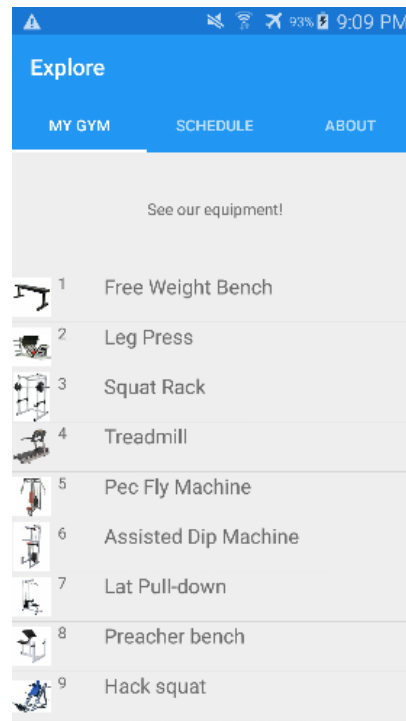 93% 9:09 PM
Explore
MY GYM SCHEDULE ABOUT
See our equipment!
1 Free Weight Bench
2 Leg Press
3 Squat Rack
4 Treadmill
5 Pec Fly Machine
6 Assisted Dip Machine
7 Lat Pull-down
8 Preacher bench
9 Hack squat